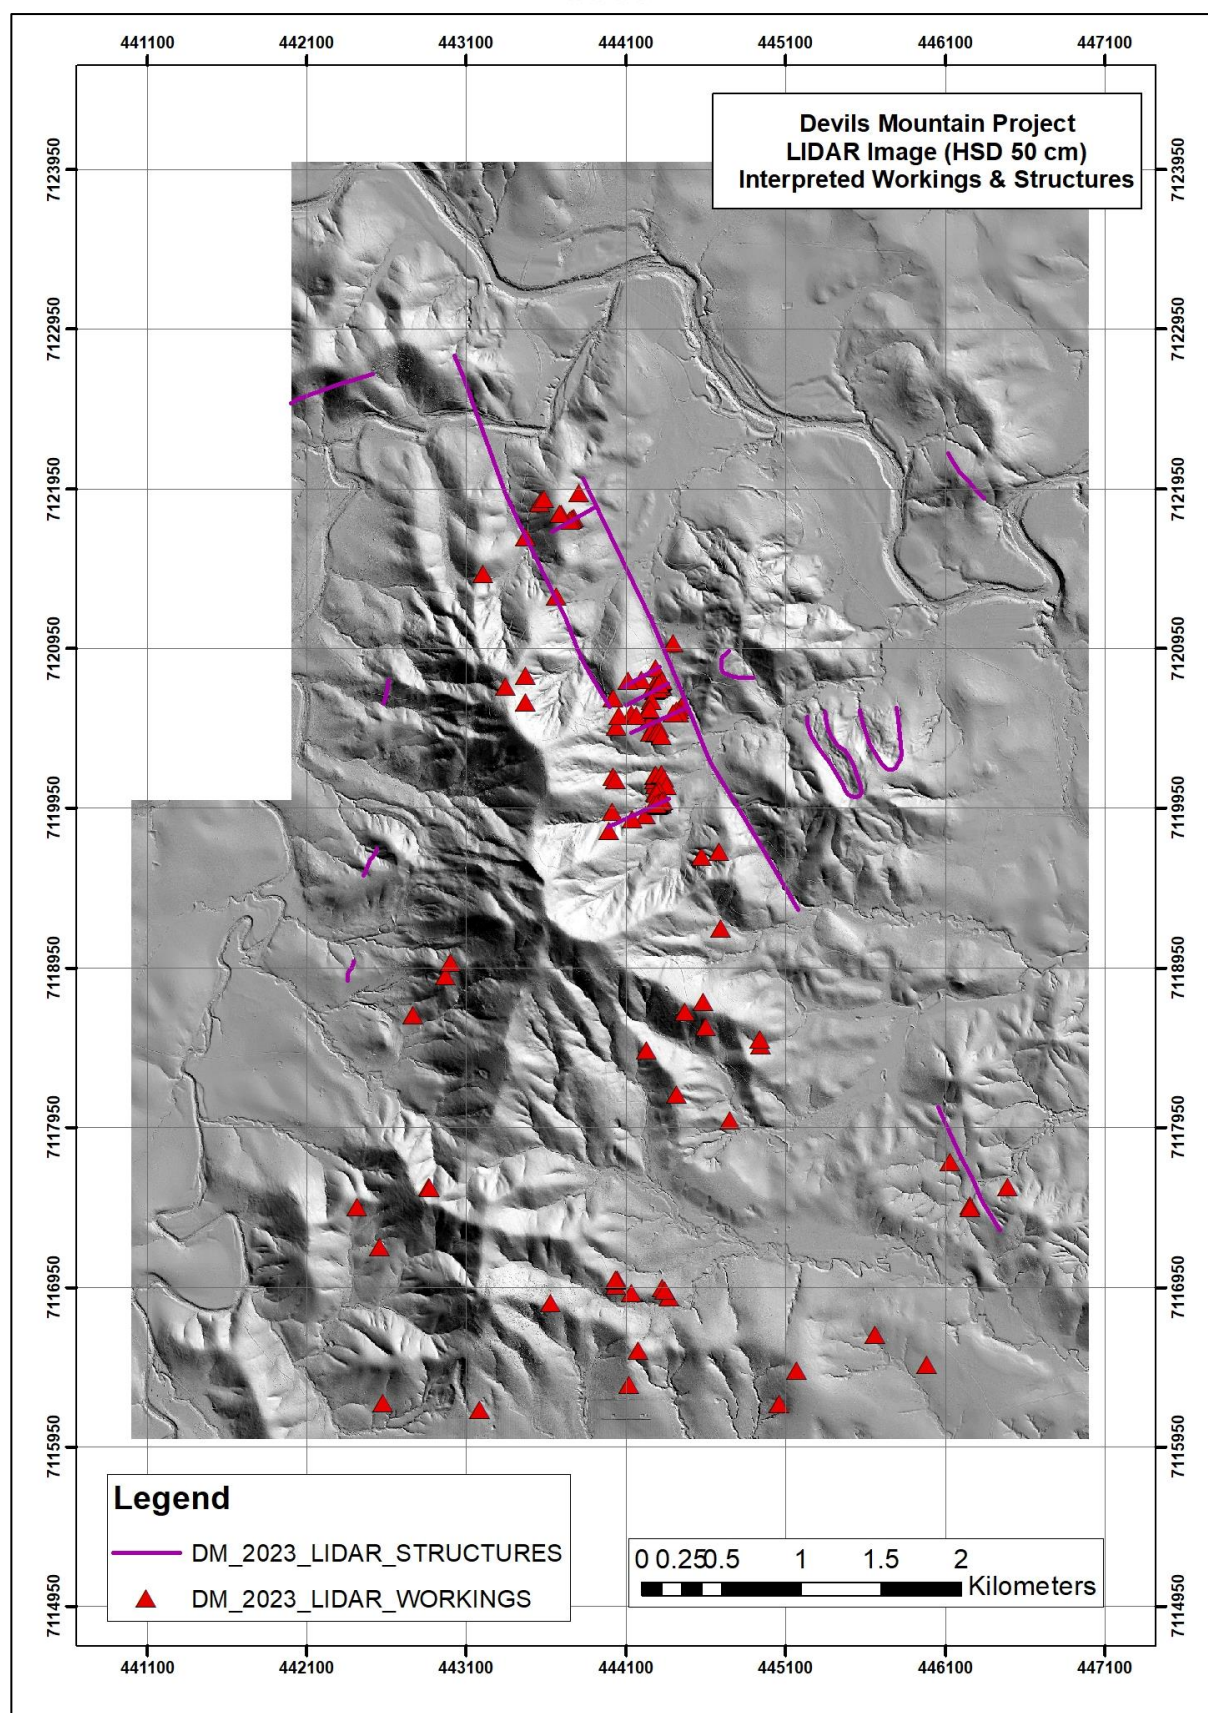 441100 442100 443100 444100 445100 446100 447100
Devils Mountain Project
LIDAR Image (HSD 50 cm)
Interpreted Workings & Structures
7123950 7123950
7122950 7122950
7121950 7121950
7120950 7120950
7119950 7119950
7118950 7118950
7117950 7117950
7116950 7116950
7115950 7115950
7114950 7114950
Legend
DM_2023_LIDAR_STRUCTURES
DM_2023_LIDAR_WORKINGS
0 0.25 0.5 1 1.5 2
Kilometers
441100 442100 443100 444100 445100 446100 447100